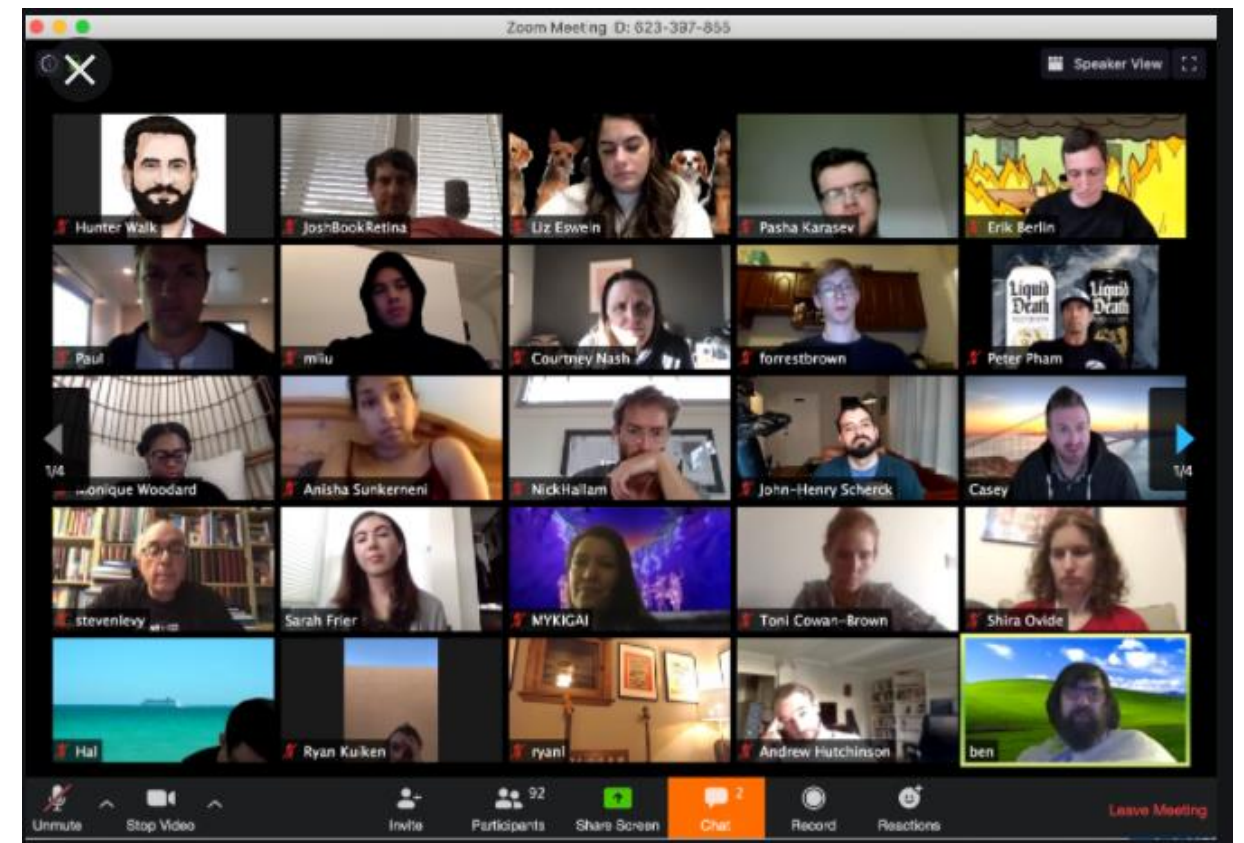 Zoom Meeting ID: 623-397-855
Speaker View
Hunter Walk
JoshBookRetina
Liz Eswein
Pasha Karasev
Erik Berlin
Paul
miiu
Courtney Nash
forrestbrown
Liquid Death
Liquid Death
Peter Pham
1/4
Monique Woodard
Anisha Sunkerneni
NickHallam
John-Henry Scherck
Casey
1/4
stevenlevy
Sarah Frier
MYKIGAI
Toni Cowan-Brown
Shira Ovide
Hal
Ryan Kuiken
ryanl
Andrew Hutchinson
ben
92
2
Unmute
Stop Video
Invite
Participants
Share Screen
Chat
Record
Reactions
Leave Meeting